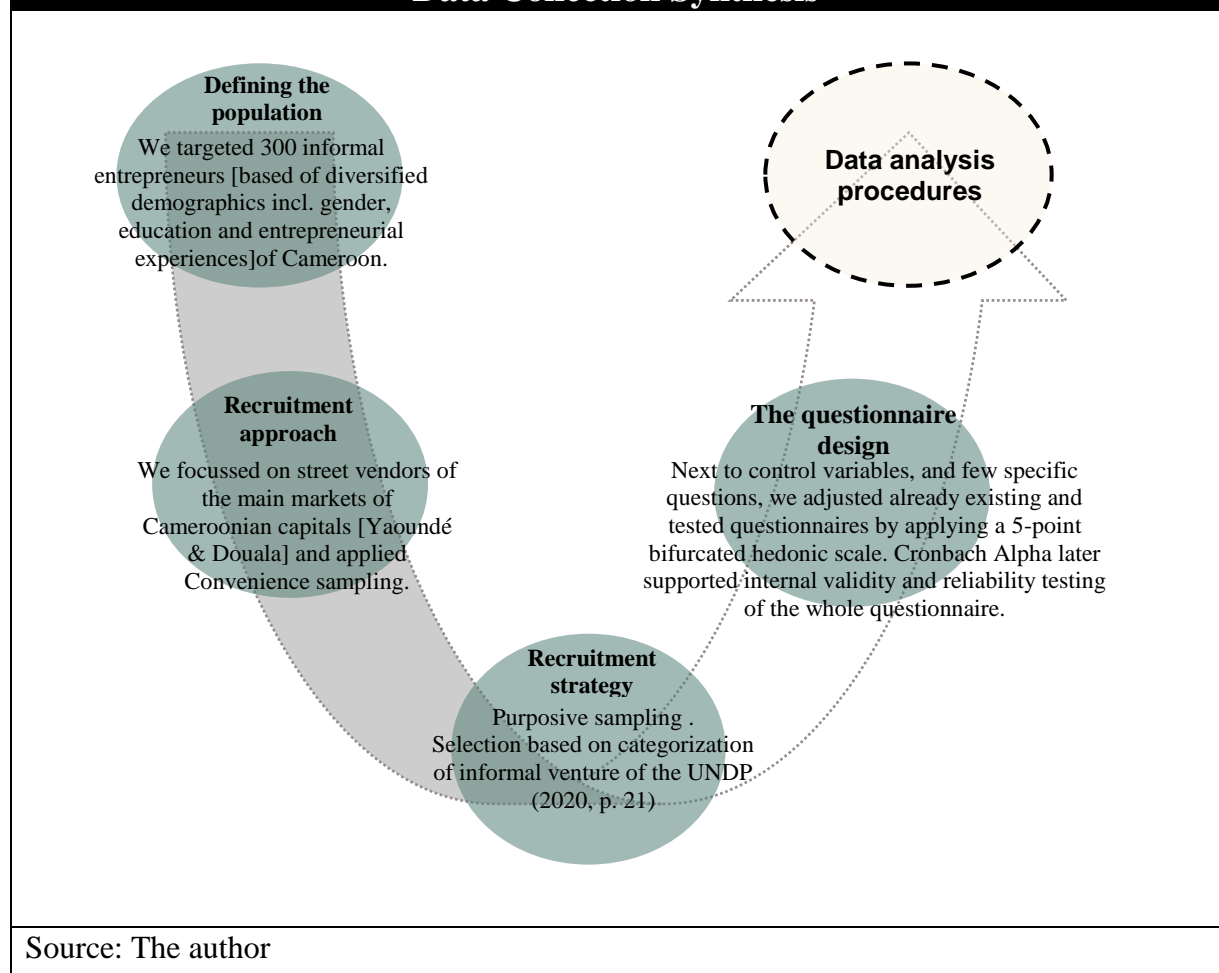 Data Collection Synthesis
Defining the
population
We targeted 300 informal
entrepreneurs [based of diversified
demographics incl. gender,
education and entrepreneurial
experiences]of Cameroon.
Recruitment
approach
We focussed on street vendors of
the main markets of
Cameroonian capitals [Yaoundé
& Douala] and applied
Convenience sampling.
Recruitment
strategy
Purposive sampling .
Selection based on categorization
of informal venture of the UNDP
(2020, p. 21)
The questionnaire
design
Next to control variables, and few specific
questions, we adjusted already existing and
tested questionnaires by applying a 5-point
bifurcated hedonic scale. Cronbach Alpha later
supported internal validity and reliability testing
of the whole questionnaire.
Data analysis
procedures
Source: The author